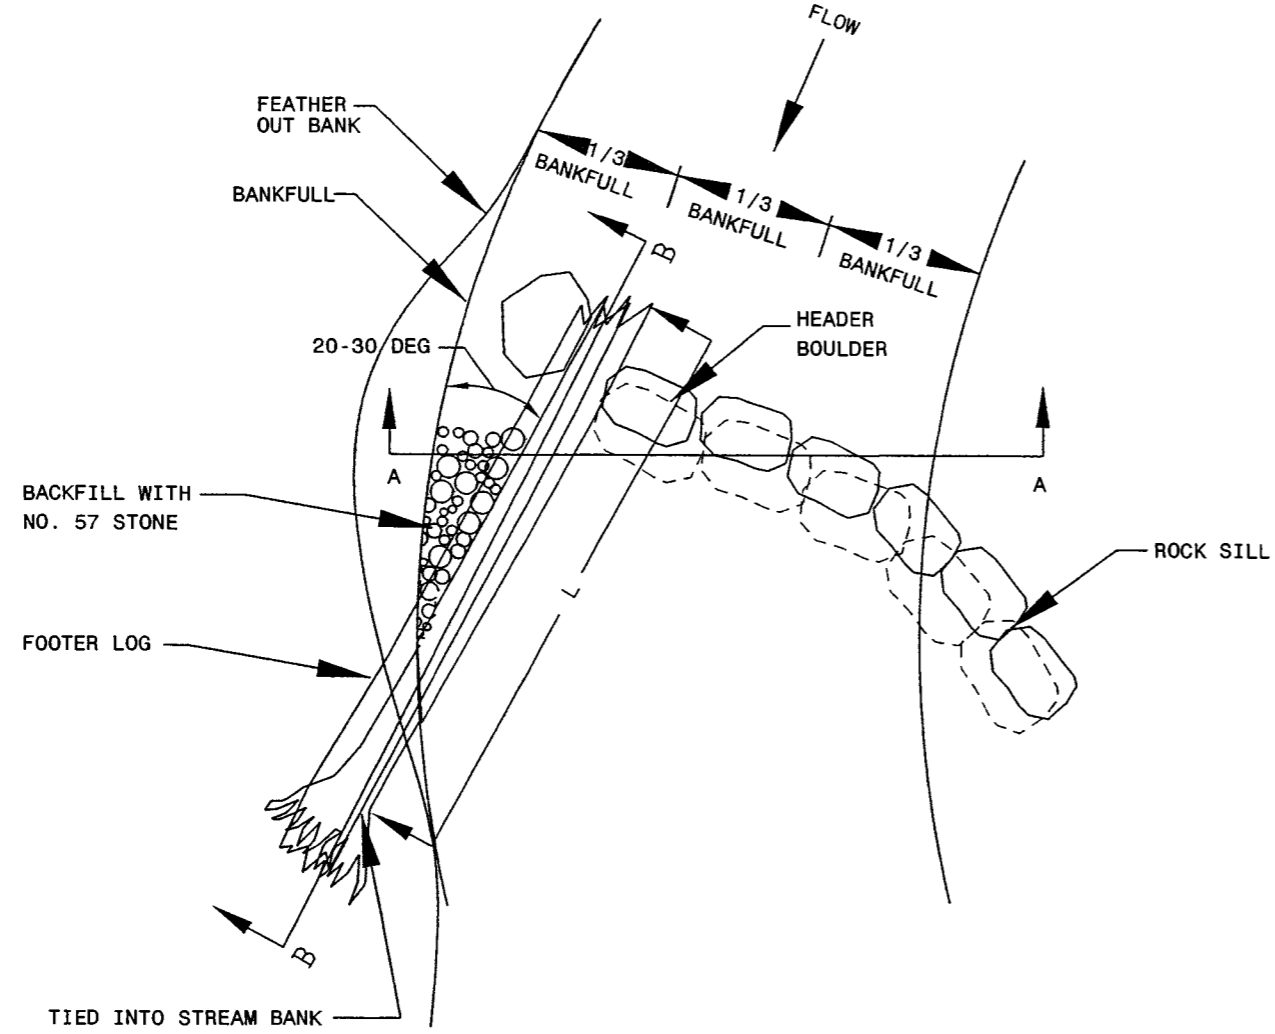 FLOW
FEATHER
OUT BANK
1/3
BANKFULL
BANKFULL
1/3
BANKFULL
1/3
BANKFULL
B
HEADER
BOULDER
20-30 DEG
A
A
BACKFILL WITH
NO. 57 STONE
ROCK SILL
L
FOOTER LOG
B
TIED INTO STREAM BANK